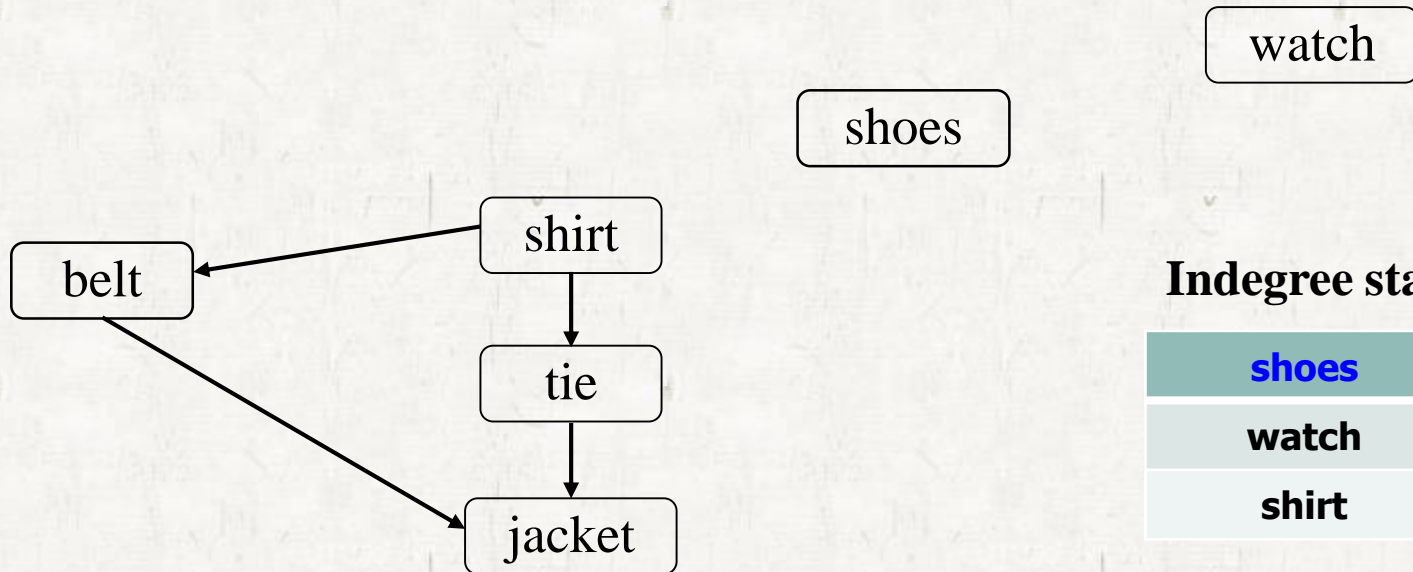 watch
shoes
shirt
belt
Indegree sta
tie
shoes
watch
shirt
jacket